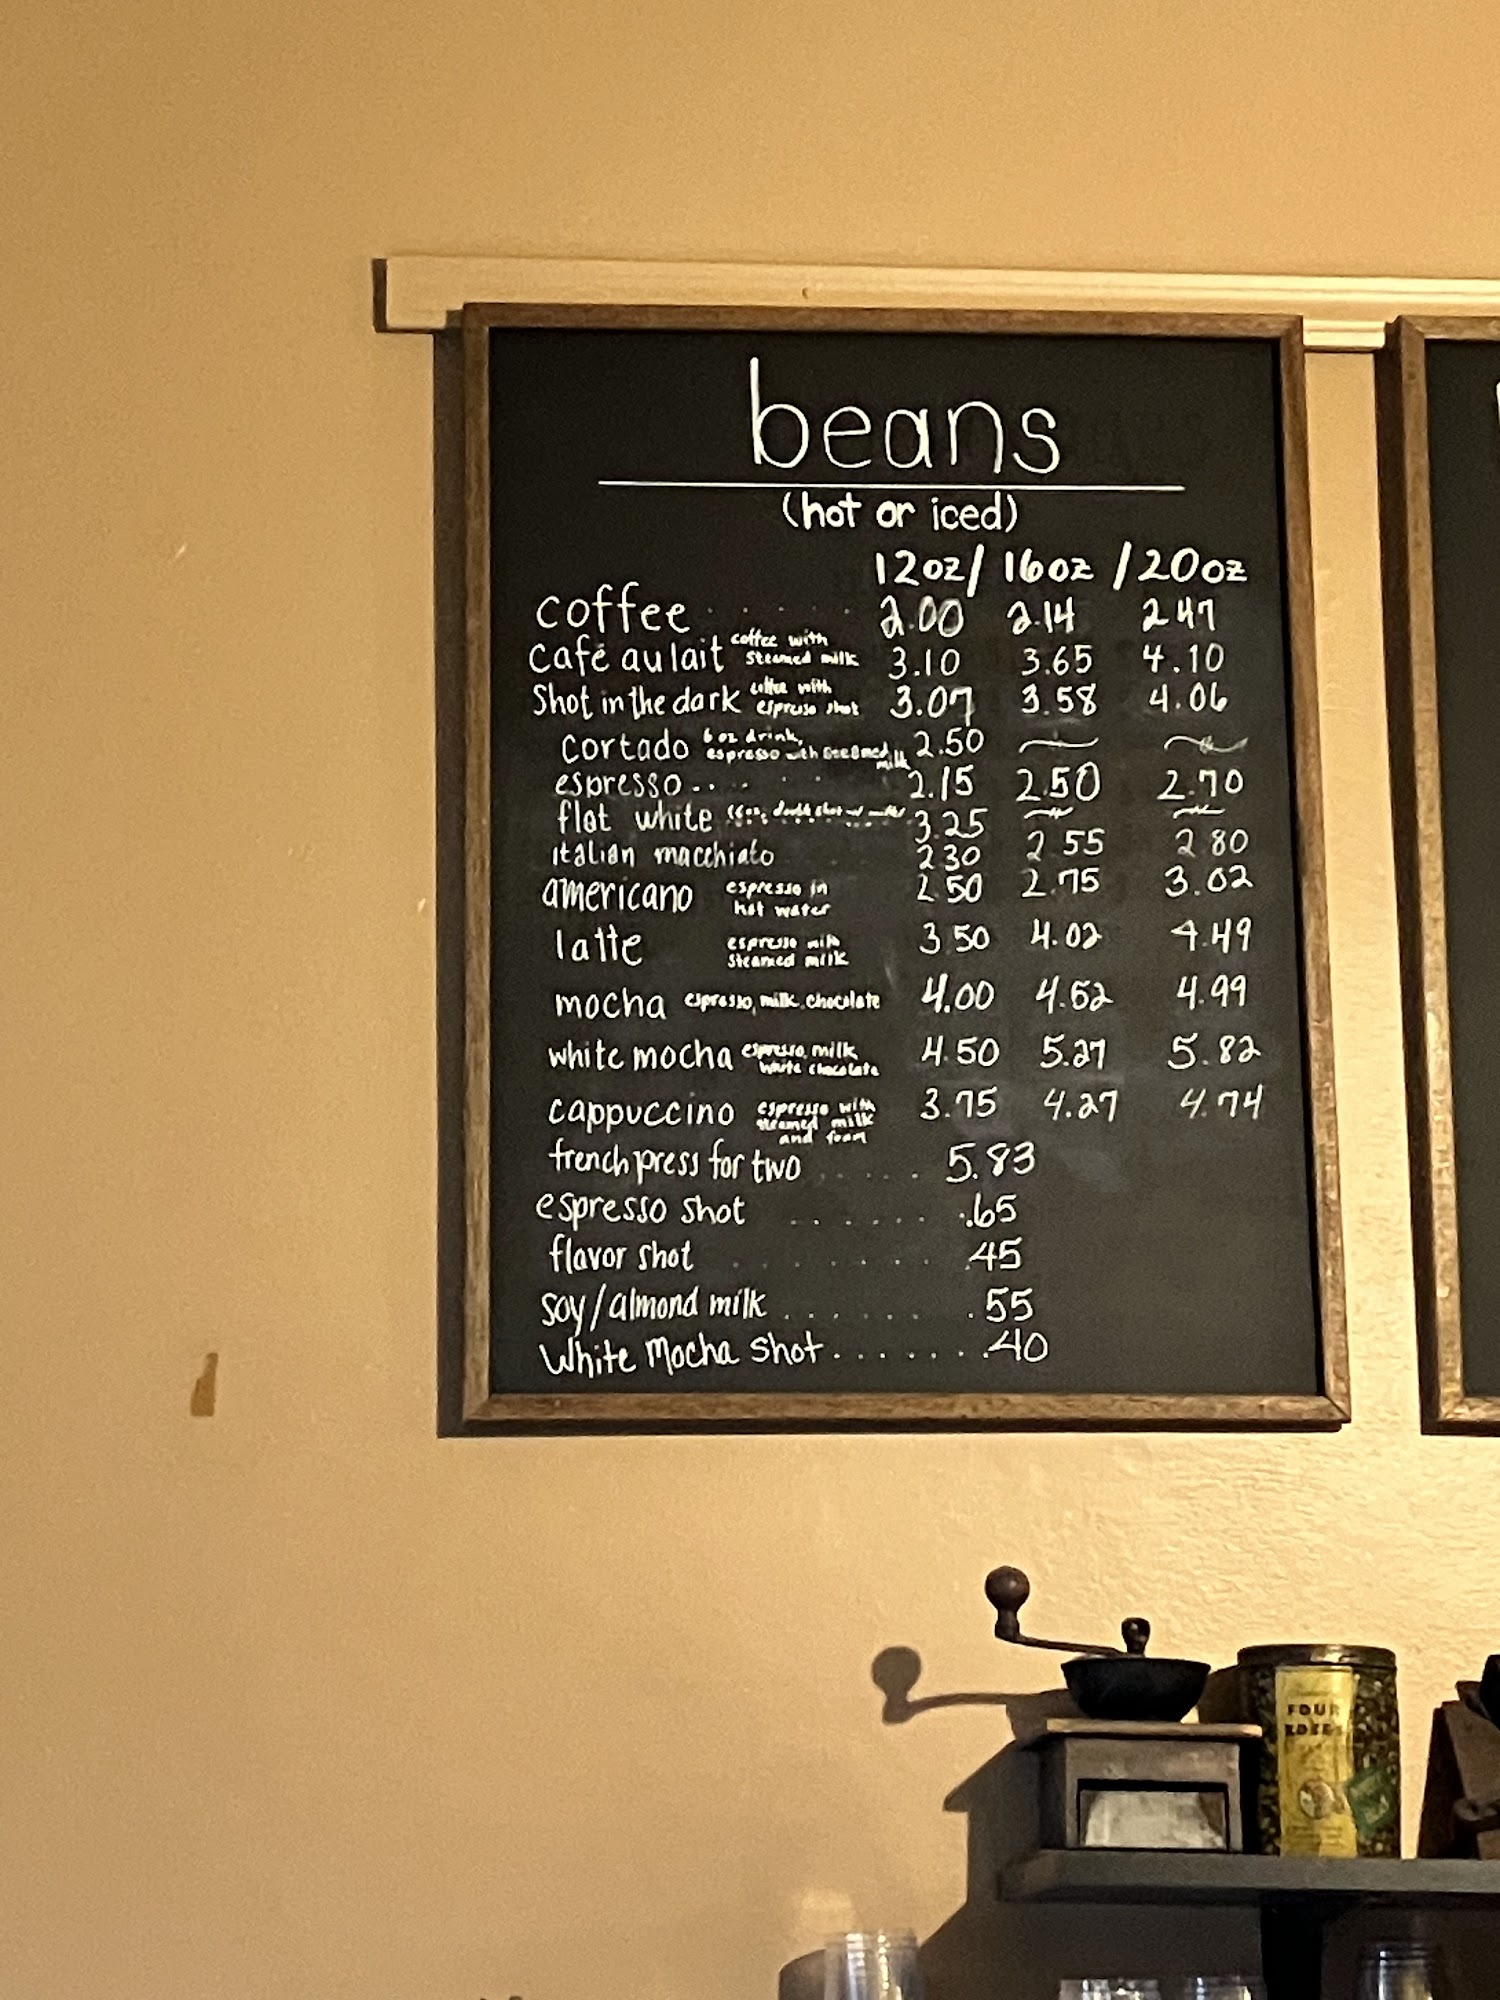 beans
(hot or iced)
12oz/ 16oz /20oz
coffee . . . . . 2.00 2.14 2.47
Café au lait coffee with steamed milk 3.10 3.65 4.10
Shot in the dark coffee with espresso shot 3.07 3.58 4.06
cortado 6 oz drink, espresso with steamed milk 2.50
espresso.. . . . 2.15 2.50 2.70
flat white 3.25
italian macchiato 2 30 2 55 2 80
americano espresso in hot water 2.50 2.75 3.02
latte espresso with steamed milk 3 50 4.02 4.49
mocha espresso, milk, chocolate 4.00 4.52 4.99
white mocha espresso, milk, white chocolate 4.50 5.27 5.82
cappuccino espresso with steamed milk and foam 3.75 4.27 4.74
french press for two . . . . . 5.83
espresso shot . . . . . . .65
flavor shot . . . . . . . .45
soy/almond milk . . . . . . .55
White Mocha Shot . . . . . . .40
FOUR